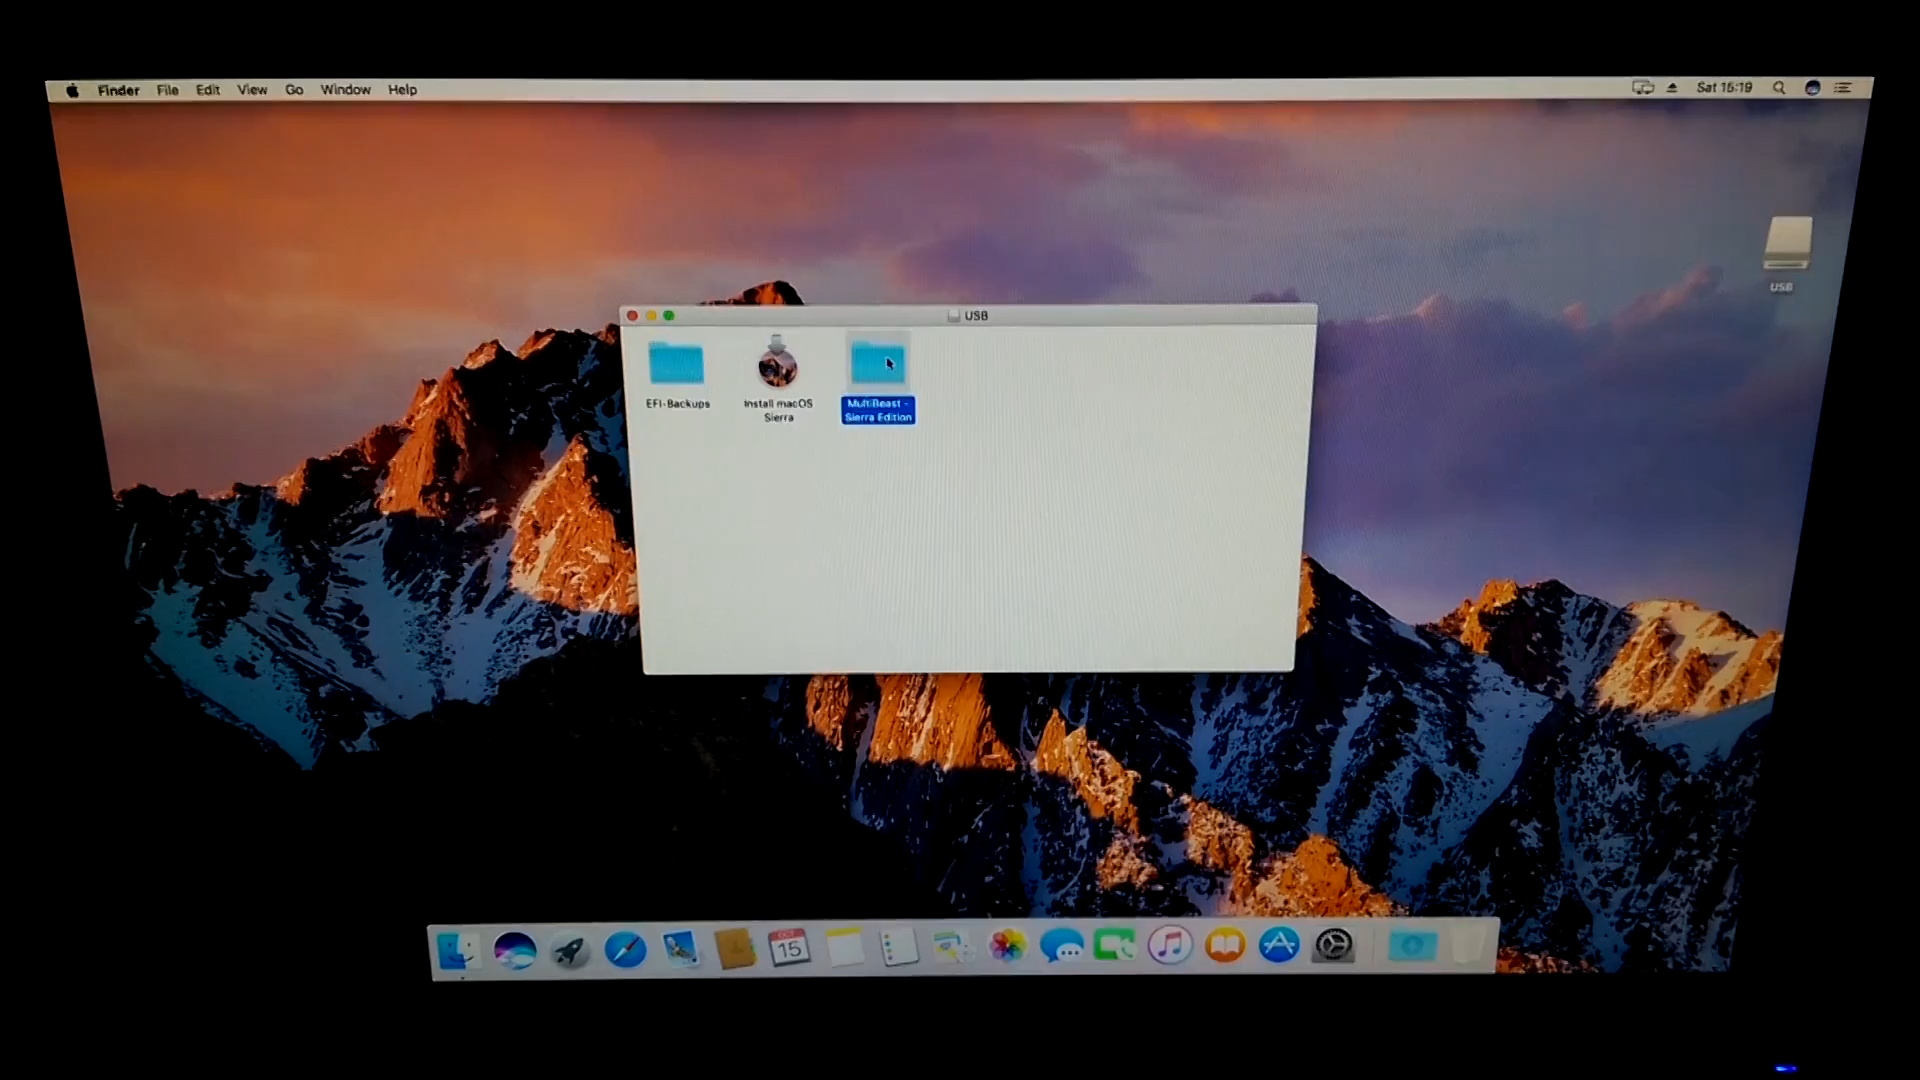 Finder File Edit View Go Window Help
Sat 15:19
USB
USB
EFI-Backups
Install macOS
Sierra
MultiBeast -
Sierra Edition
OCT
15